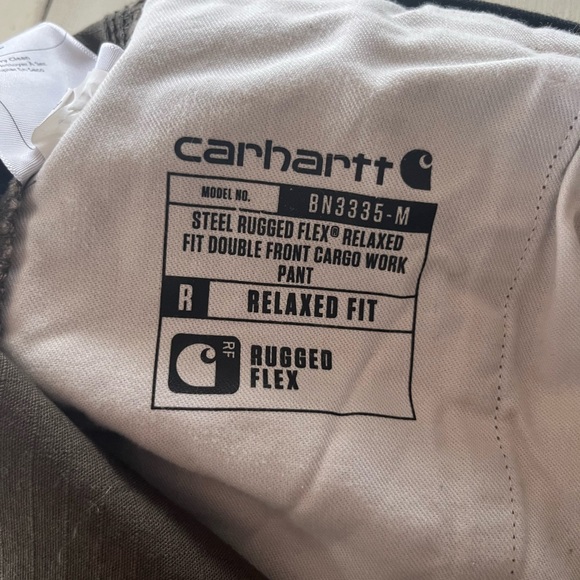 y Clean
carhartt
MODEL NO.
BN3335-M
STEEL RUGGED FLEX® RELAXED
FIT DOUBLE FRONT CARGO WORK
PANT
R RELAXED FIT
RF
RUGGED
FLEX